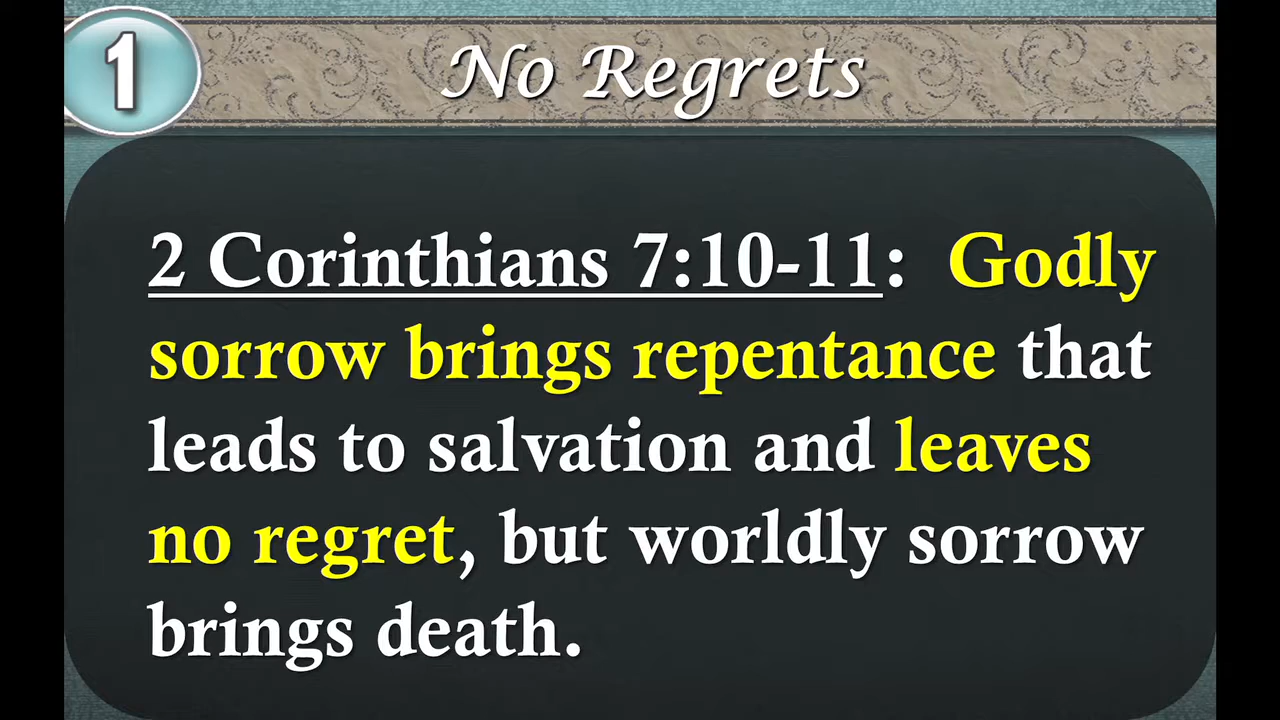 1
No Regrets
2 Corinthians 7:10-11: Godly
sorrow brings repentance that
leads to salvation and leaves
no regret, but worldly sorrow
brings death.